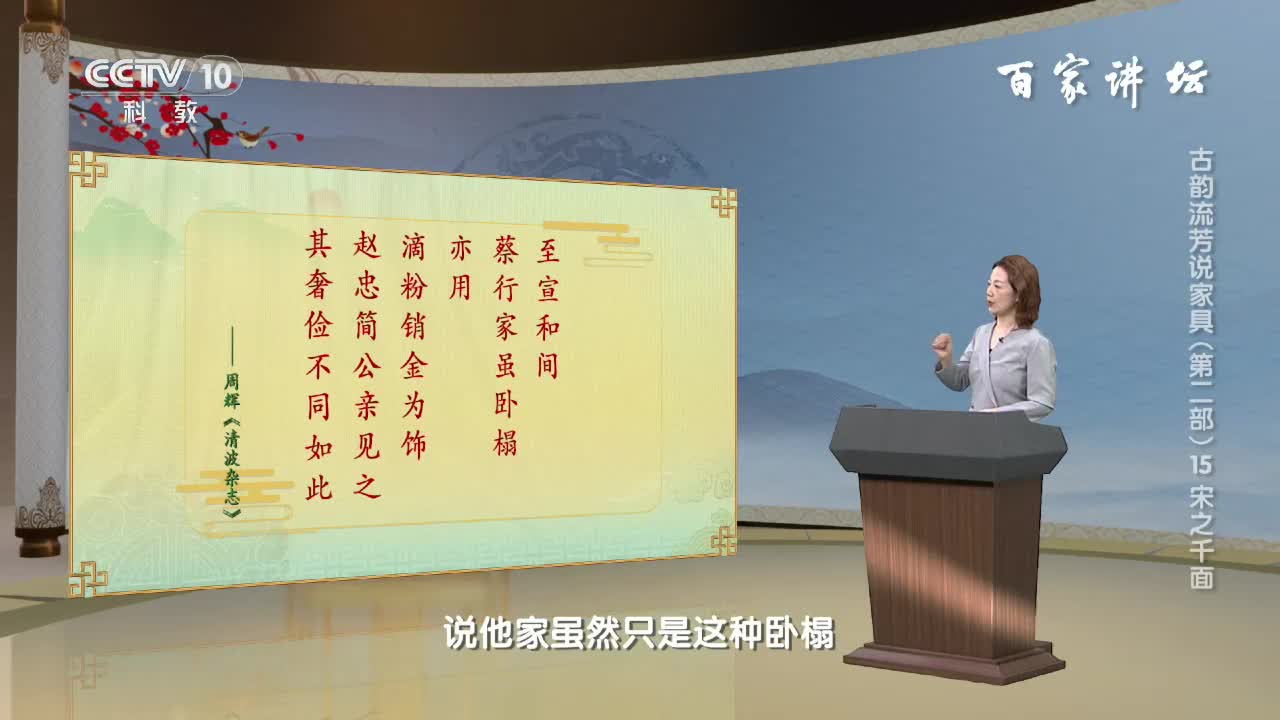 CCTV 10
科 教
百家讲坛
古韵流芳说家具（第二部）15 宋之千面
至宣和间
蔡行家虽卧榻
亦用
滴粉销金为饰
赵忠简公亲见之
其奢俭不同如此
——周辉《清波杂志》
说他家虽然只是这种卧榻